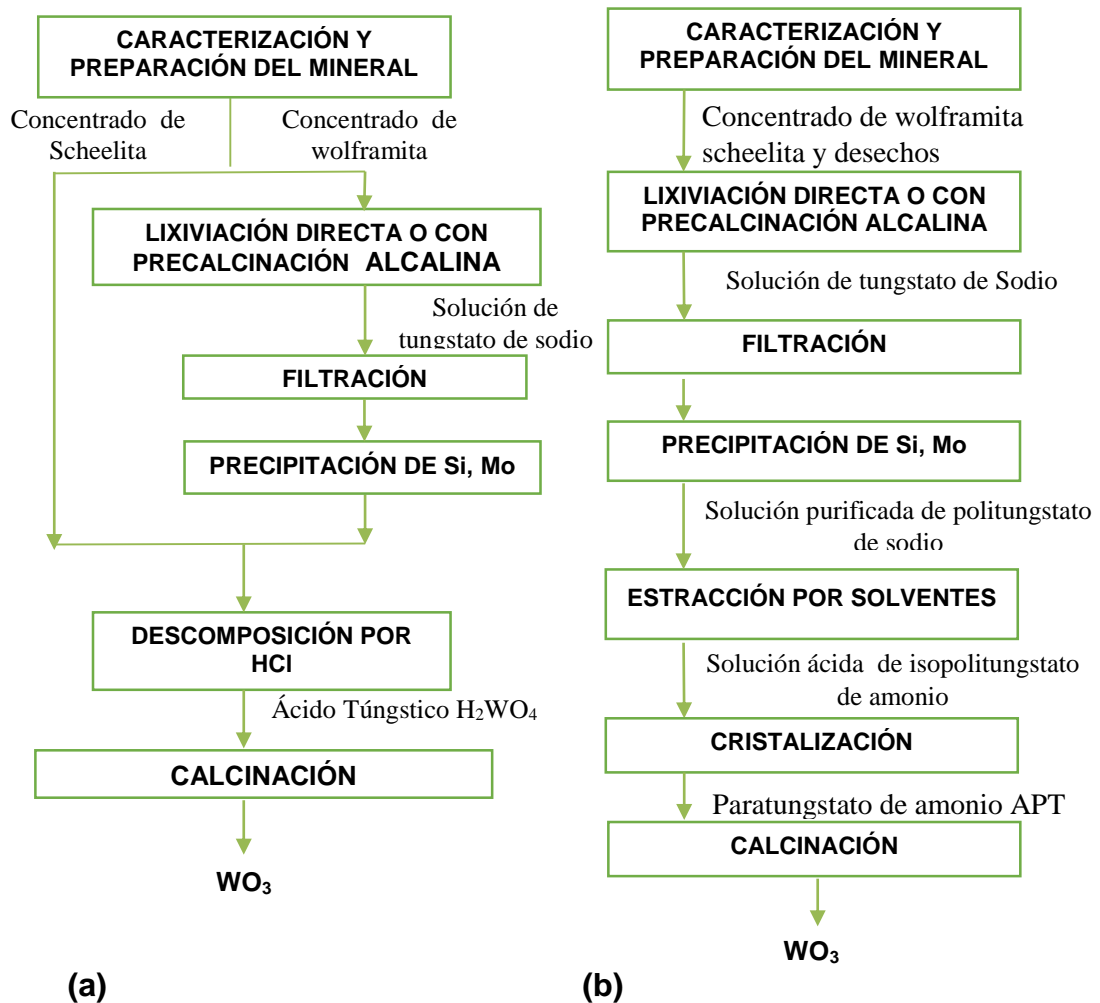 CARACTERIZACIÓN Y
PREPARACIÓN DEL MINERAL
Concentrado de
Scheelita
Concentrado de
wolframita
LIXIVIACIÓN DIRECTA O CON
PRECALCINACIÓN ALCALINA
Solución de
tungstato de sodio
FILTRACIÓN
PRECIPITACIÓN DE Si, Mo
DESCOMPOSICIÓN POR
HCl
Ácido Túngstico H₂WO₄
CALCINACIÓN
WO₃
(a)
CARACTERIZACIÓN Y
PREPARACIÓN DEL MINERAL
Concentrado de wolframita
scheelita y desechos
LIXIVIACIÓN DIRECTA O CON
PRECALCINACIÓN ALCALINA
Solución de tungstato de Sodio
FILTRACIÓN
PRECIPITACIÓN DE Si, Mo
Solución purificada de politungstato
de sodio
ESTRACCIÓN POR SOLVENTES
Solución ácida de isopolitungstato
de amonio
CRISTALIZACIÓN
Paratungstato de amonio APT
CALCINACIÓN
WO₃
(b)